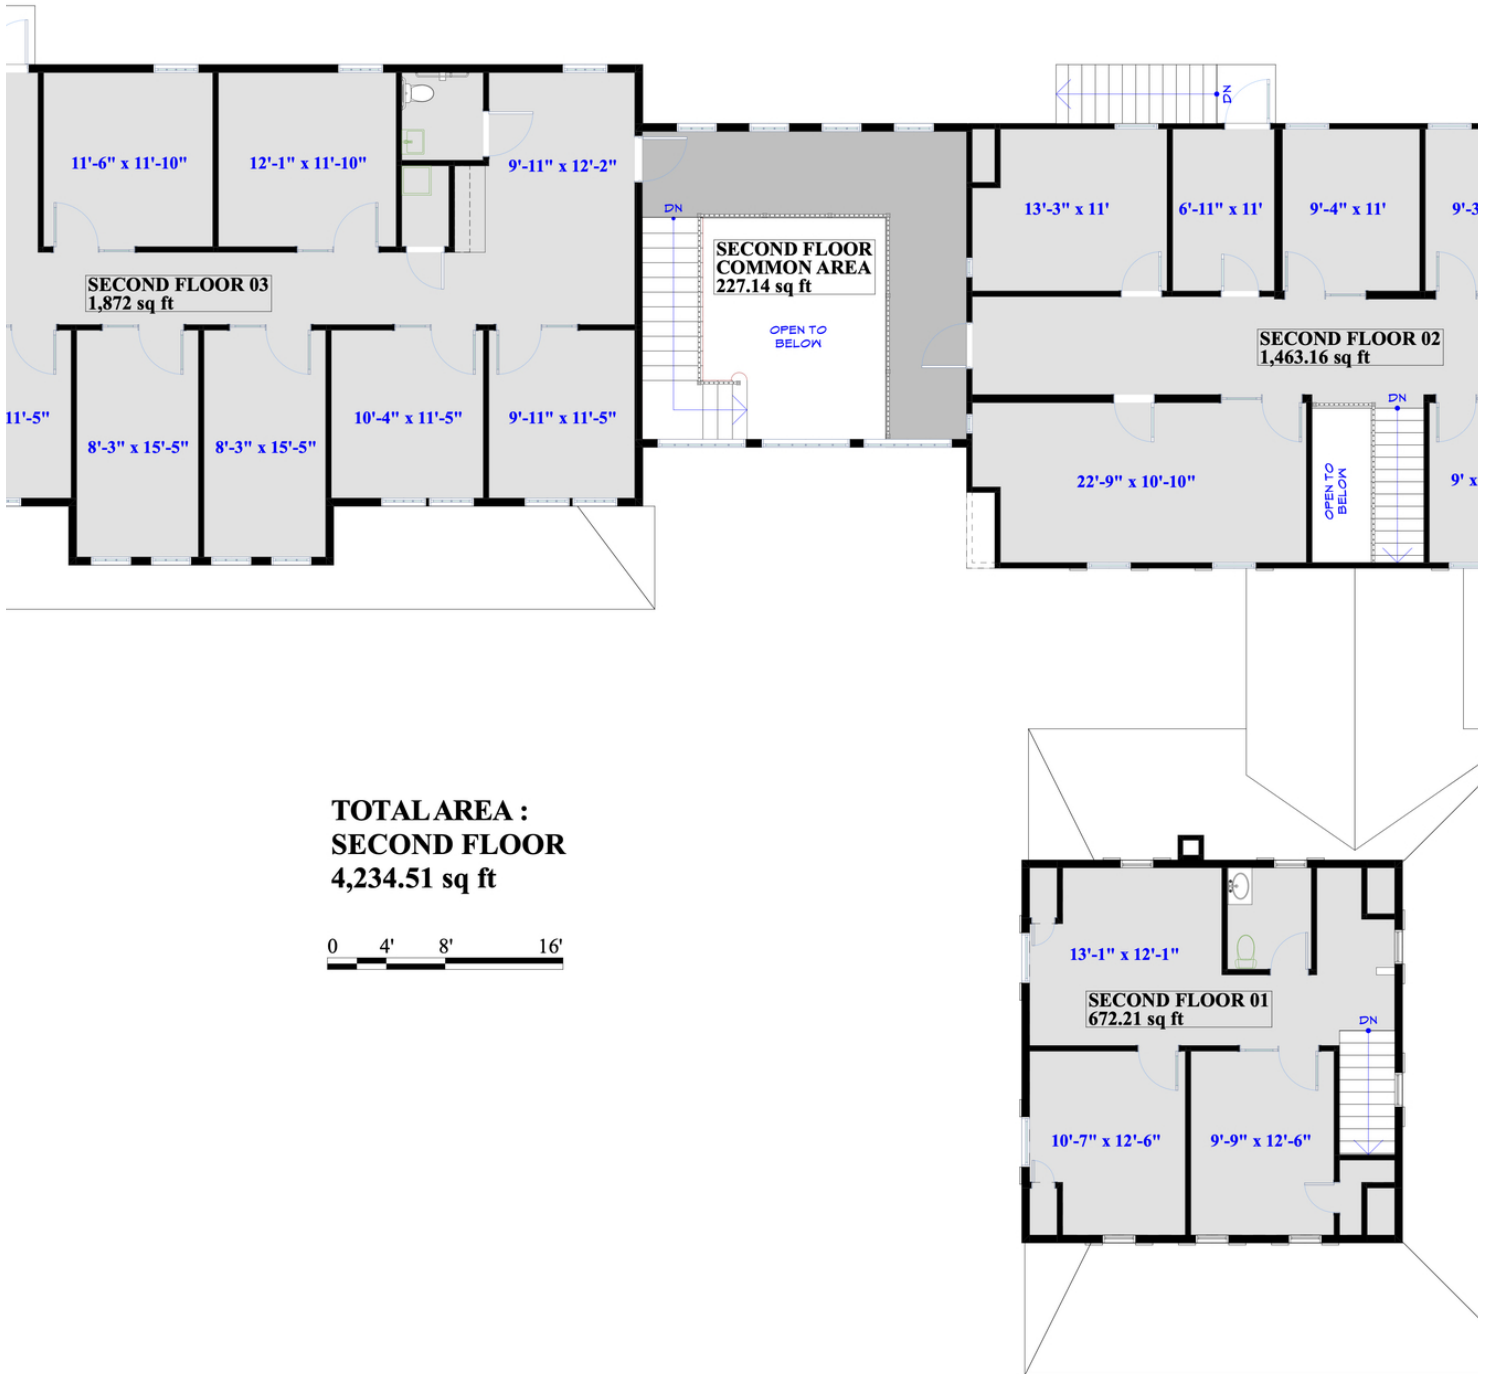 11'-6" x 11'-10"
12'-1" x 11'-10"
9'-11" x 12'-2"
SECOND FLOOR 03
1,872 sq ft
11'-5"
8'-3" x 15'-5"
8'-3" x 15'-5"
10'-4" x 11'-5"
9'-11" x 11'-5"
DN
SECOND FLOOR
COMMON AREA
227.14 sq ft
OPEN TO
BELOW
DN
13'-3" x 11'
6'-11" x 11'
9'-4" x 11'
9'-3
SECOND FLOOR 02
1,463.16 sq ft
DN
22'-9" x 10'-10"
OPEN TO
BELOW
9' x
TOTAL AREA :
SECOND FLOOR
4,234.51 sq ft
0 4' 8' 16'
13'-1" x 12'-1"
SECOND FLOOR 01
672.21 sq ft
DN
10'-7" x 12'-6"
9'-9" x 12'-6"